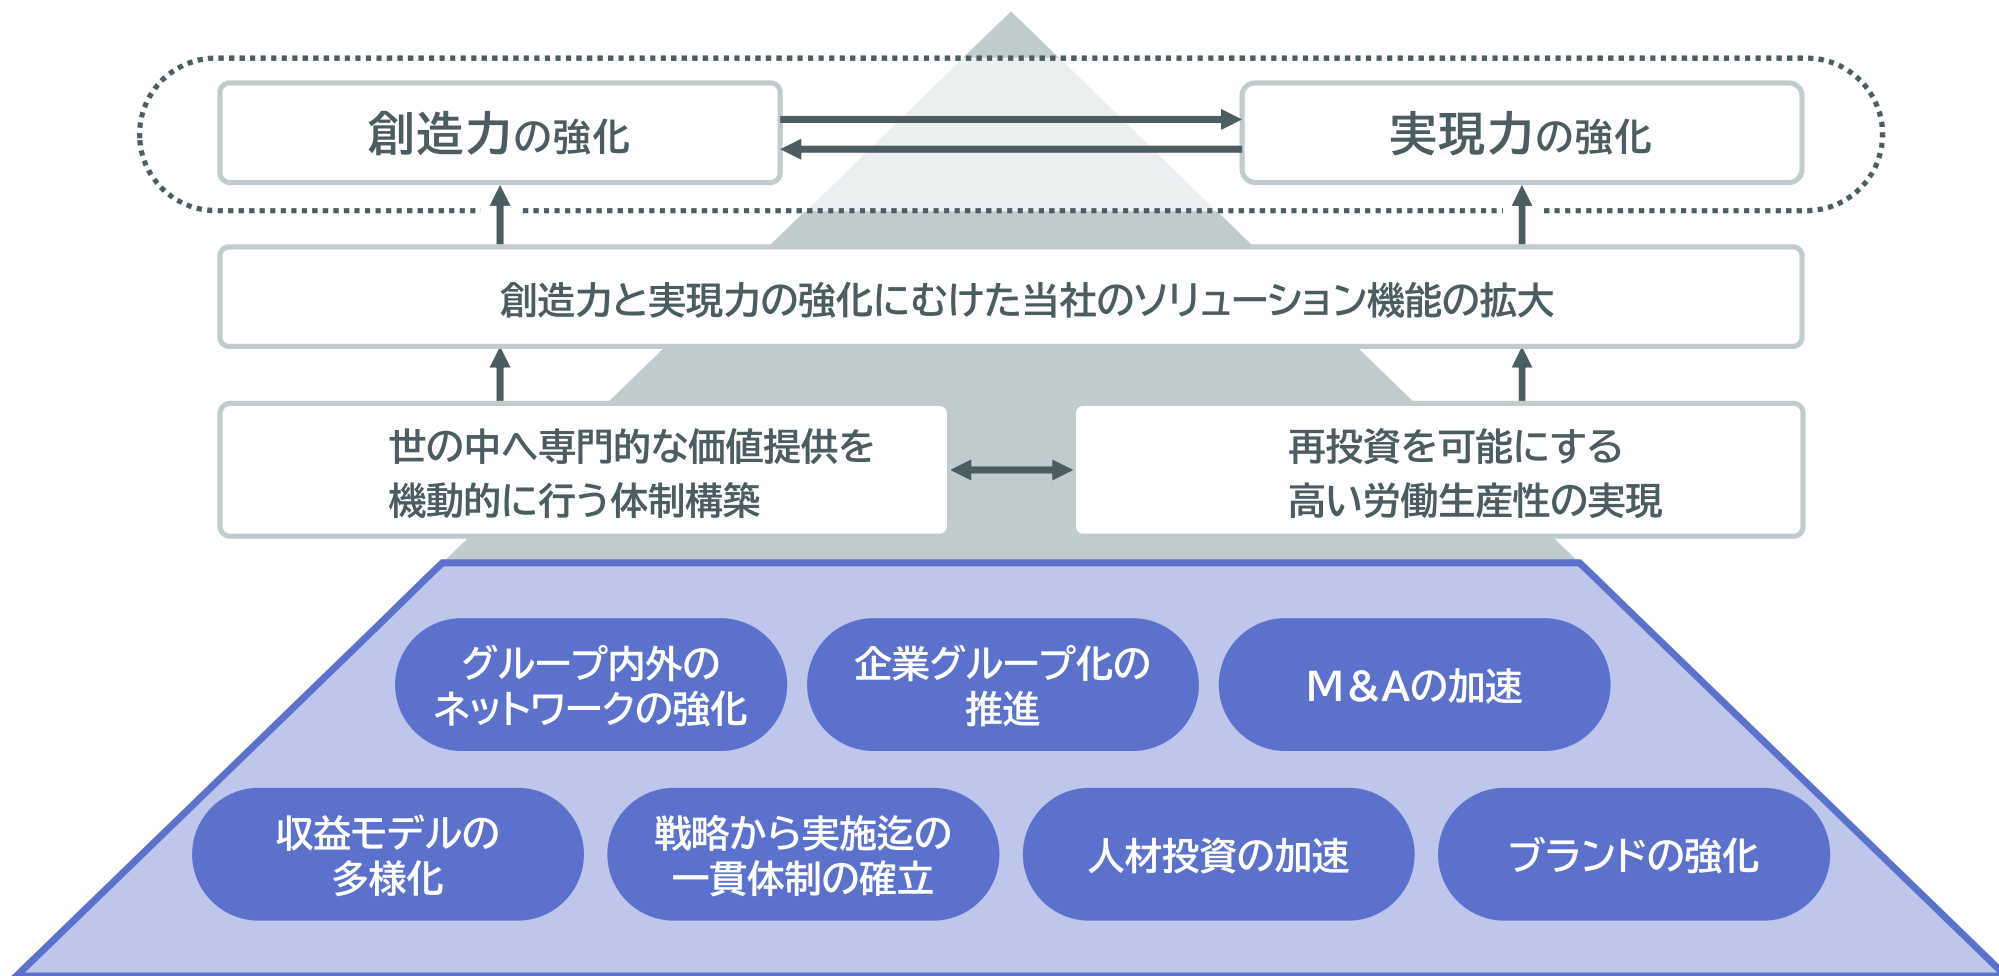 創造力の強化
実現力の強化
創造力と実現力の強化にむけた当社のソリューション機能の拡大
世の中へ専門的な価値提供を
機動的に行う体制構築
再投資を可能にする
高い労働生産性の実現
グループ内外の
ネットワークの強化
企業グループ化の
推進
M&Aの加速
収益モデルの
多様化
戦略から実施迄の
一貫体制の確立
人材投資の加速
ブランドの強化